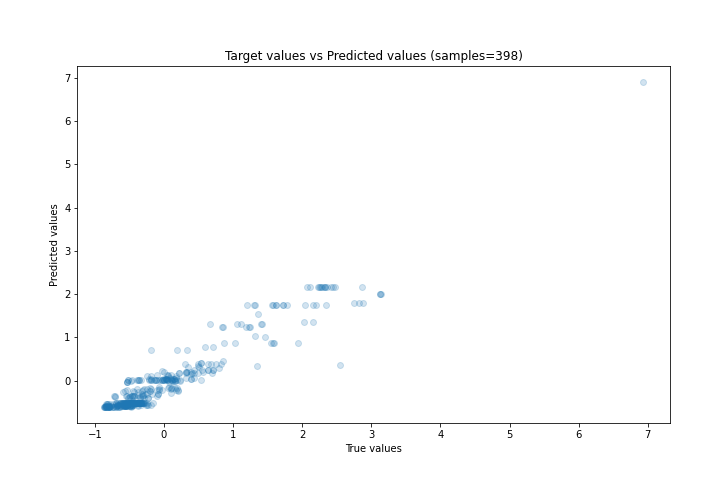 Target values vs Predicted values (samples=398)
7
6
5
4
3
2
1
0
Predicted values
−1 0 1 2 3 4 5 6 7
True values